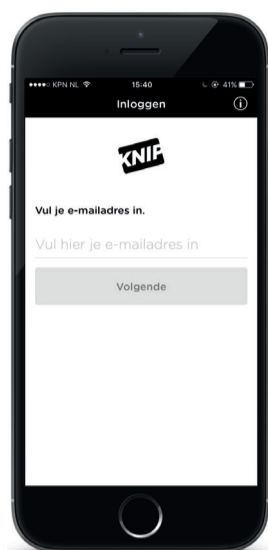 KPN NL 15:40 41%
Inloggen
KNIP
Vul je e-mailadres in.
Vul hier je e-mailadres in
Volgende